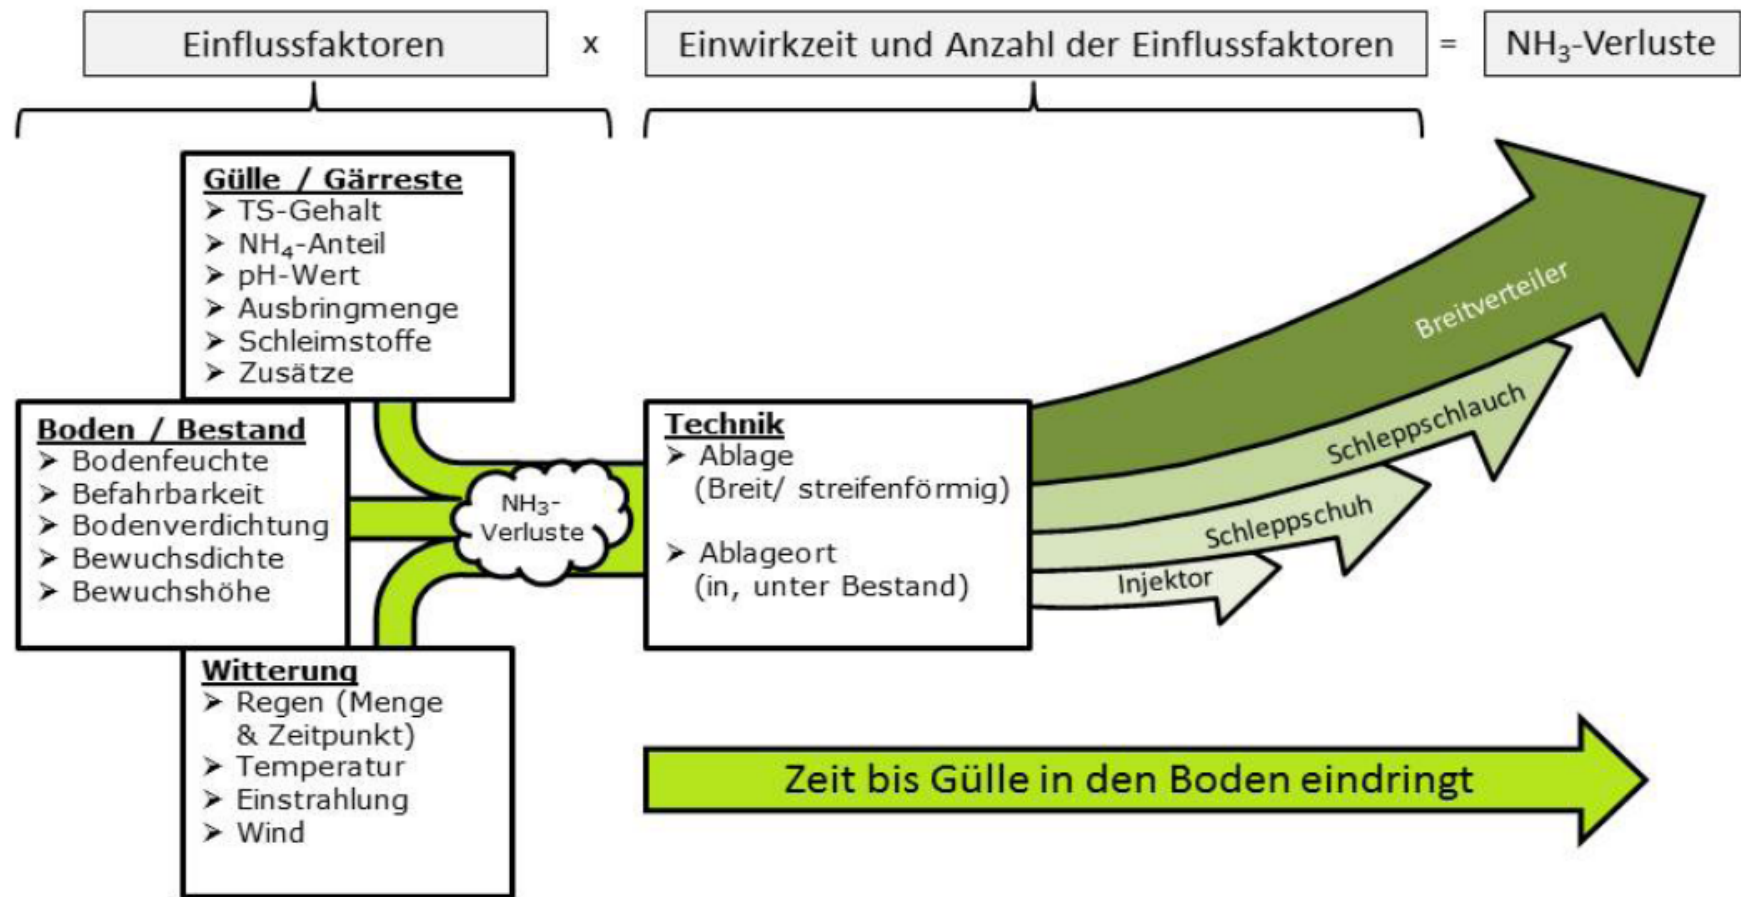 Einflussfaktoren
x
Einwirkzeit und Anzahl der Einflussfaktoren
=
NH₃-Verluste
Gülle / Gärreste
➢ TS-Gehalt
➢ NH₄-Anteil
➢ pH-Wert
➢ Ausbringmenge
➢ Schleimstoffe
➢ Zusätze
Boden / Bestand
➢ Bodenfeuchte
➢ Befahrbarkeit
➢ Bodenverdichtung
➢ Bewuchsdichte
➢ Bewuchshöhe
Witterung
➢ Regen (Menge
& Zeitpunkt)
➢ Temperatur
➢ Einstrahlung
➢ Wind
NH₃-
Verluste
Technik
➢ Ablage
(Breit/ streifenförmig)
➢ Ablageort
(in, unter Bestand)
Breitverteiler
Schleppschlauch
Schleppschuh
Injektor
Zeit bis Gülle in den Boden eindringt